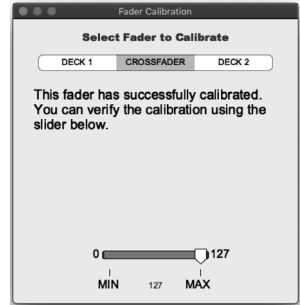 Fader Calibration
Select Fader to Calibrate
DECK 1 CROSSFADER DECK 2
This fader has successfully calibrated.
You can verify the calibration using the
slider below.
0 127
MIN 127 MAX